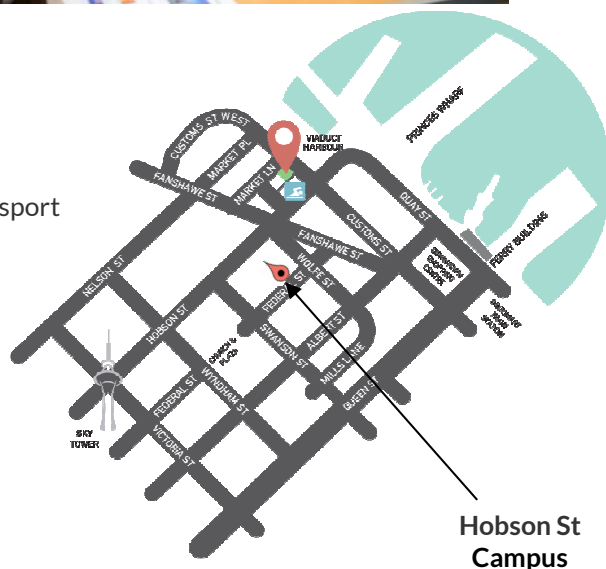 sport
PRINCES WHARF
CUSTOMS ST WEST
VIADUCT
HARBOUR
MARKET PL
MARKET LN
FANSHAWE ST
QUAY ST
CUSTOMS ST
FERRY BUILDING
FANSHAWE ST
WOLFE ST
NELSON ST
FEDERAL ST
HOBSON ST
ALBERT ST
SWANSON ST
MILLS LANE
WYNDHAM ST
QUEEN ST
FEDERAL ST
VICTORIA ST
SKY
TOWER
Hobson St
Campus